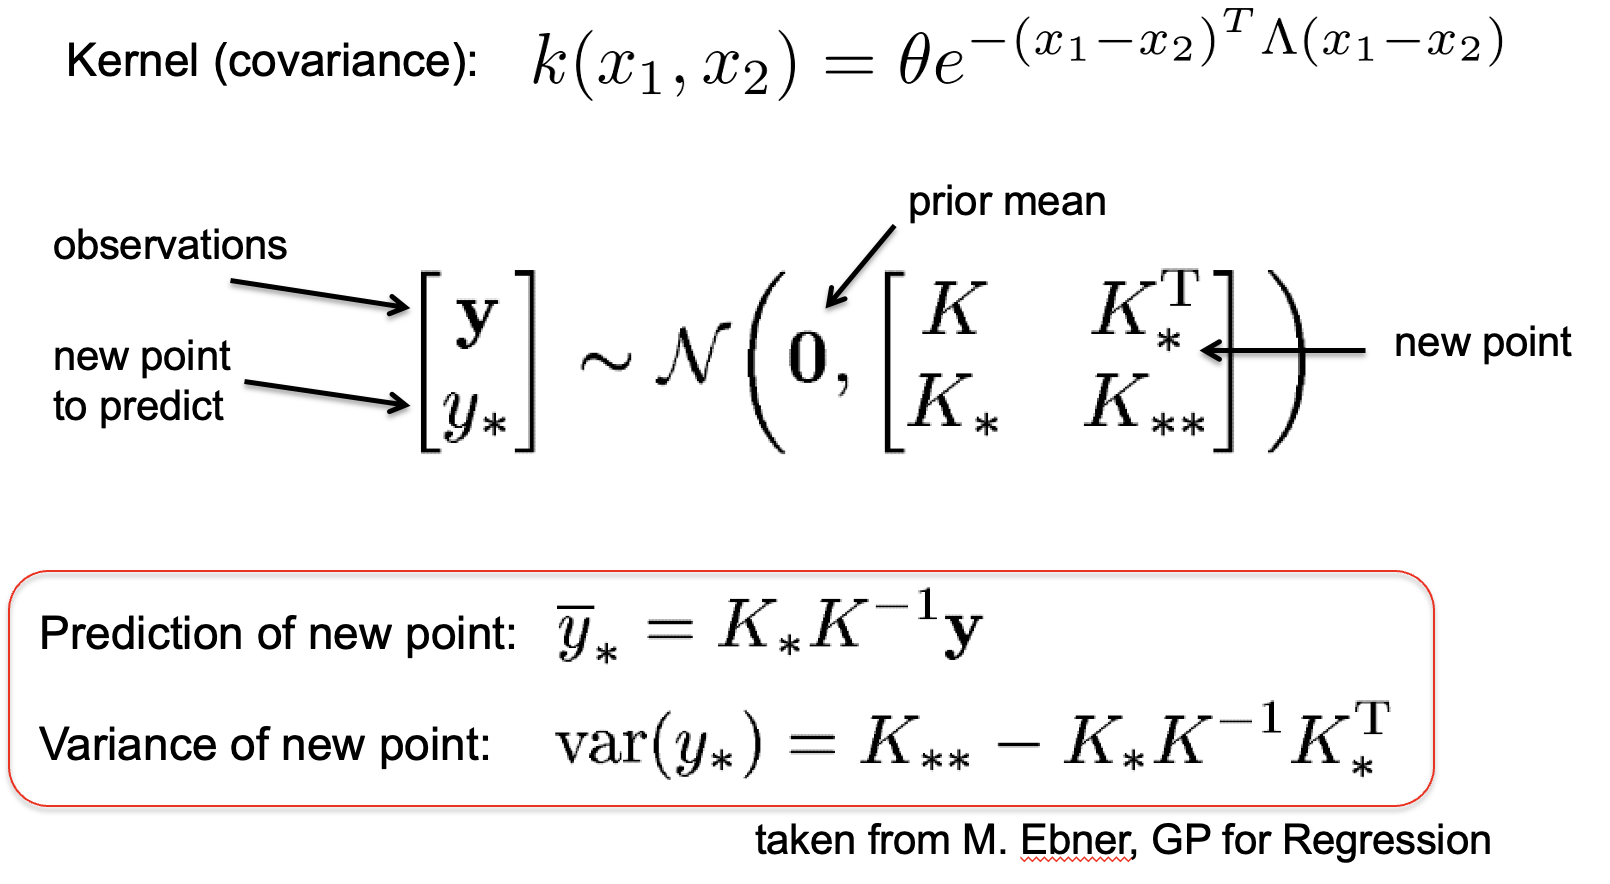 Kernel (covariance): k(x₁, x₂) = θe^{−(x₁−x₂)^T Λ(x₁−x₂)}
prior mean
observations
new point
to predict
[y y∗] ∼ 𝒩(0, [K K∗^T K∗ K∗∗])
new point
Prediction of new point: y̅∗ = K∗K⁻¹y
Variance of new point: var(y∗) = K∗∗ − K∗K⁻¹K∗^T
taken from M. Ebner, GP for Regression